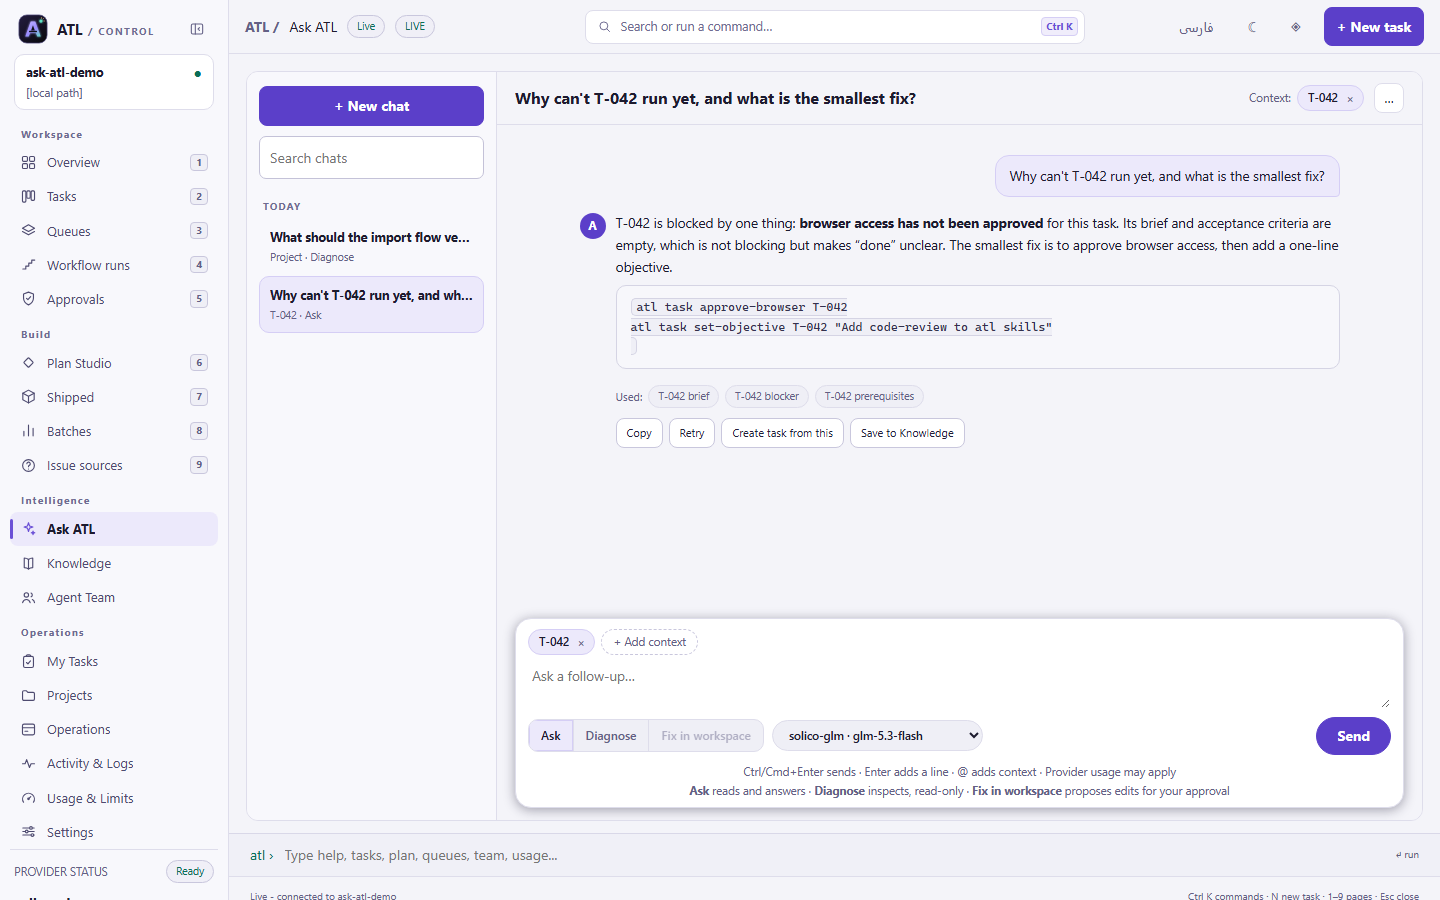 ATL / CONTROL
ask-atl-demo
[local path]
Workspace
Overview 1
Tasks 2
Queues 3
Workflow runs 4
Approvals 5
Build
Plan Studio 6
Shipped 7
Batches 8
Issue sources 9
Intelligence
Ask ATL
Knowledge
Agent Team
Operations
My Tasks
Projects
Operations
Activity & Logs
Usage & Limits
Settings
PROVIDER STATUS Ready
ATL / Ask ATL Live LIVE
Search or run a command... Ctrl K
فارسی
+ New task
+ New chat
Search chats
TODAY
What should the import flow ve...
Project · Diagnose
Why can't T-042 run yet, and wh...
T-042 · Ask
Why can't T-042 run yet, and what is the smallest fix?
Context: T-042 ×
...
Why can't T-042 run yet, and what is the smallest fix?
A
T-042 is blocked by one thing: browser access has not been approved for this task. Its brief and acceptance criteria are
empty, which is not blocking but makes “done” unclear. The smallest fix is to approve browser access, then add a one-line
objective.
atl task approve-browser T-042
atl task set-objective T-042 "Add code-review to atl skills"
Used: T-042 brief T-042 blocker T-042 prerequisites
Copy Retry Create task from this Save to Knowledge
T-042 × + Add context
Ask a follow-up...
Ask Diagnose Fix in workspace solico-glm · glm-5.3-flash
Send
Ctrl/Cmd+Enter sends · Enter adds a line · @ adds context · Provider usage may apply
Ask reads and answers · Diagnose inspects, read-only · Fix in workspace proposes edits for your approval
atl › Type help, tasks, plan, queues, team, usage... ↵ run
Live - connected to ask-atl-demo
Ctrl K commands · N new task · 1–9 pages · Esc close